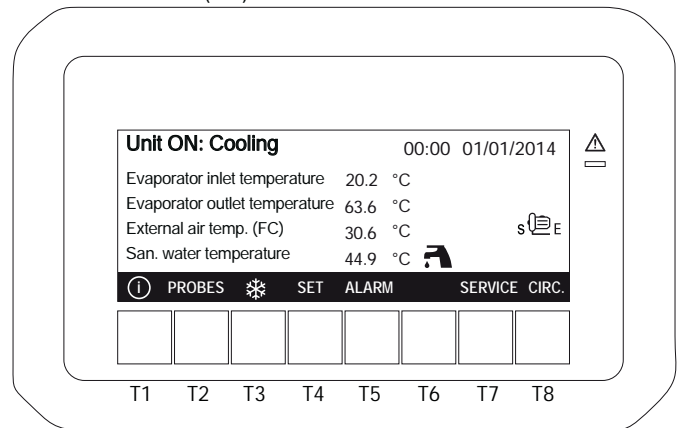 Unit ON: Cooling 00:00 01/01/2014
Evaporator inlet temperature 20.2 °C
Evaporator outlet temperature 63.6 °C
External air temp. (FC) 30.6 °C
S E
San. water temperature 44.9 °C
i PROBES SET ALARM SERVICE CIRC.
T1 T2 T3 T4 T5 T6 T7 T8